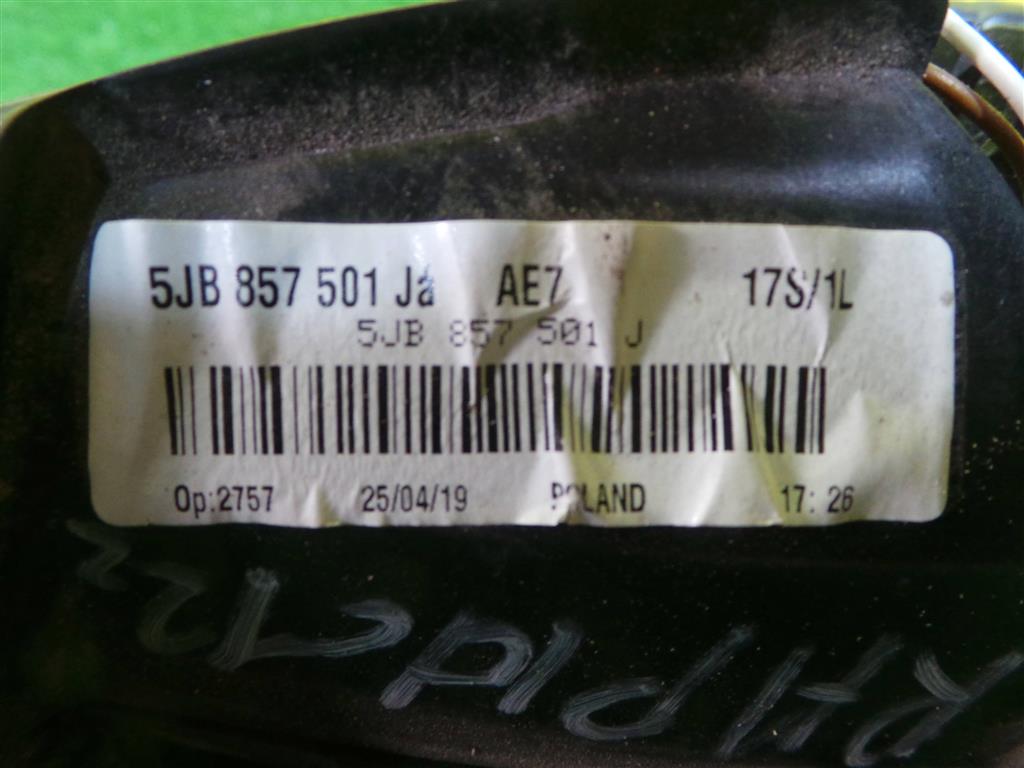 5JB 857 501 Ja AE7 17S/1L
5JB 857 501 J
Op:2757 25/04/19 POLAND 17:26